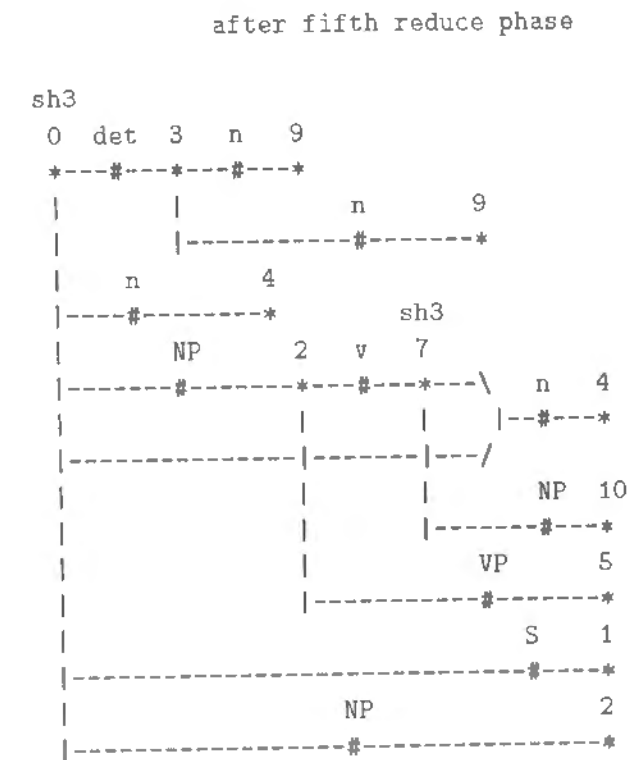 after fifth reduce phase
sh3
0 det 3 n 9
*---#---*---#---*
| | n 9
| |-----------#-------*
| n 4
|----#--------* sh3
| NP 2 v 7
|-------#-------*---#---*---\ n 4
| | | |--#---*
|---------------|-------|---/
| | | NP 10
| | |-------#---*
| | VP 5
| |-----------#-------*
| S 1
|------------------------------#----*
| NP 2
|------------------#----------------*